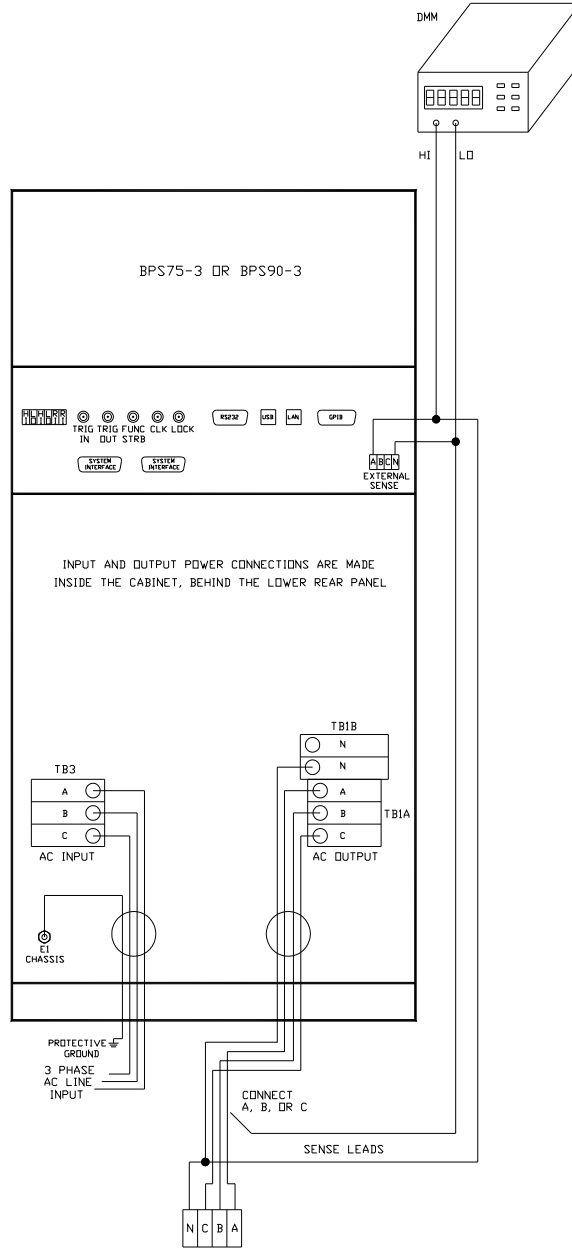 DMM
HI LO
BPS75-3 OR BPS90-3
TRIG IN
TRIG OUT
FUNC STRB
CLK
LOCK
RS232
USB
LAN
GPIB
SYSTEM INTERFACE
SYSTEM INTERFACE
A B C N
EXTERNAL
SENSE
INPUT AND OUTPUT POWER CONNECTIONS ARE MADE
INSIDE THE CABINET, BEHIND THE LOWER REAR PANEL
TB1B
N
N
TB3
A
B
C
AC INPUT
A
B
C
TB1A
AC OUTPUT
E1
CHASSIS
PROTECTIVE
GROUND
3 PHASE
AC LINE
INPUT
CONNECT
A, B, OR C
SENSE LEADS
N C B A